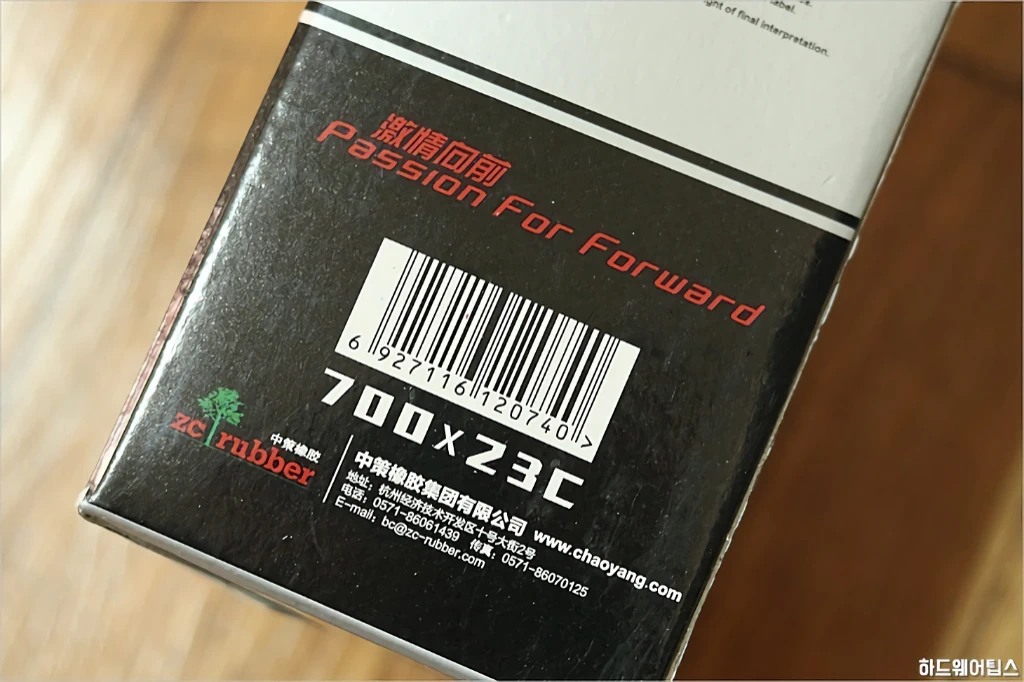 label.
ght of final interpretation.
激情向前
Passion For Forward
6 927116 120740 >
700x23C
zc rubber
中策橡胶
中策橡胶集团有限公司 www.chaoyang.com
地址：杭州经济技术开发区十号大街2号
电话：0571-86061439 传真：0571-86070125
E-mail：bc@zc-rubber.com
하드웨어팁스